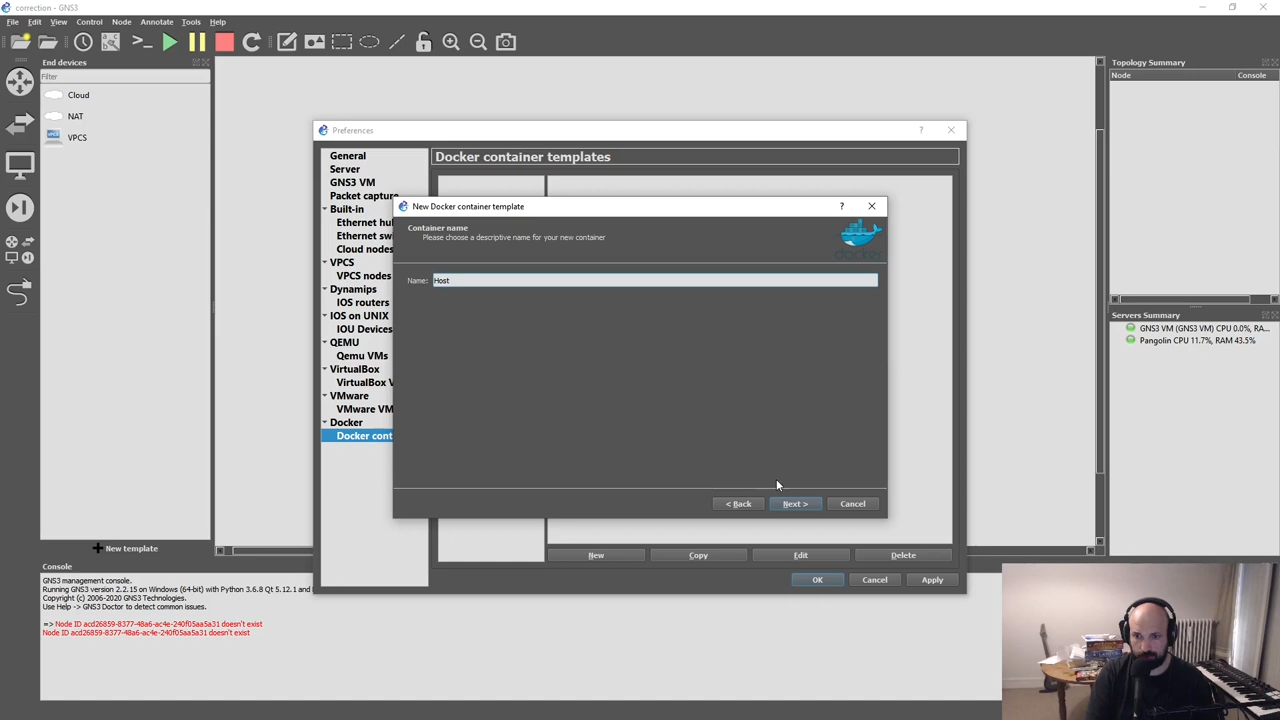 correction - GNS3
File Edit View Control Node Annotate Tools Help
End devices
Filter
Cloud
NAT
VPCS
New template
Topology Summary
Node Console
Servers Summary
GNS3 VM (GNS3 VM) CPU 0.0%, RA...
Pangolin CPU 11.7%, RAM 43.5%
Preferences
General
Server
GNS3 VM
Packet capture
Built-in
Ethernet hu
Ethernet sw
Cloud nodes
VPCS
VPCS nodes
Dynamips
IOS routers
IOS on UNIX
IOU Devices
QEMU
Qemu VMs
VirtualBox
VirtualBox V
VMware
VMware VM
Docker
Docker cont
Docker container templates
New Docker container template
Container name
Please choose a descriptive name for your new container
docker
Name: Host
< Back Next > Cancel
New Copy Edit Delete
OK Cancel Apply
Console
GNS3 management console.
Running GNS3 version 2.2.15 on Windows (64-bit) with Python 3.6.8 Qt 5.12.1 and
Copyright (c) 2006-2020 GNS3 Technologies.
Use Help -> GNS3 Doctor to detect common issues.
=> Node ID acd26859-8377-48a6-ac4e-240f05aa5a31 doesn't exist
Node ID acd26859-8377-48a6-ac4e-240f05aa5a31 doesn't exist